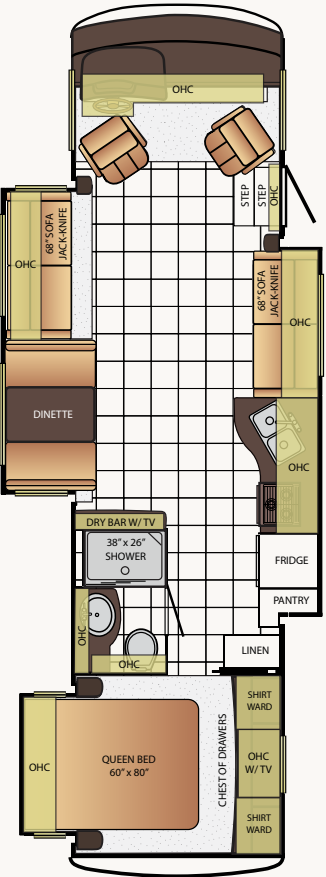 OHC
STEP
STEP
OHC
68” SOFA
JACK-KNIFE
OHC
68” SOFA
JACK-KNIFE
OHC
DINETTE
OHC
DRY BAR W/ TV
38” x 26”
SHOWER
FRIDGE
PANTRY
OHC
OHC
LINEN
SHIRT
WARD
CHEST OF DRAWERS
OHC
QUEEN BED
60” x 80”
OHC
W/ TV
SHIRT
WARD